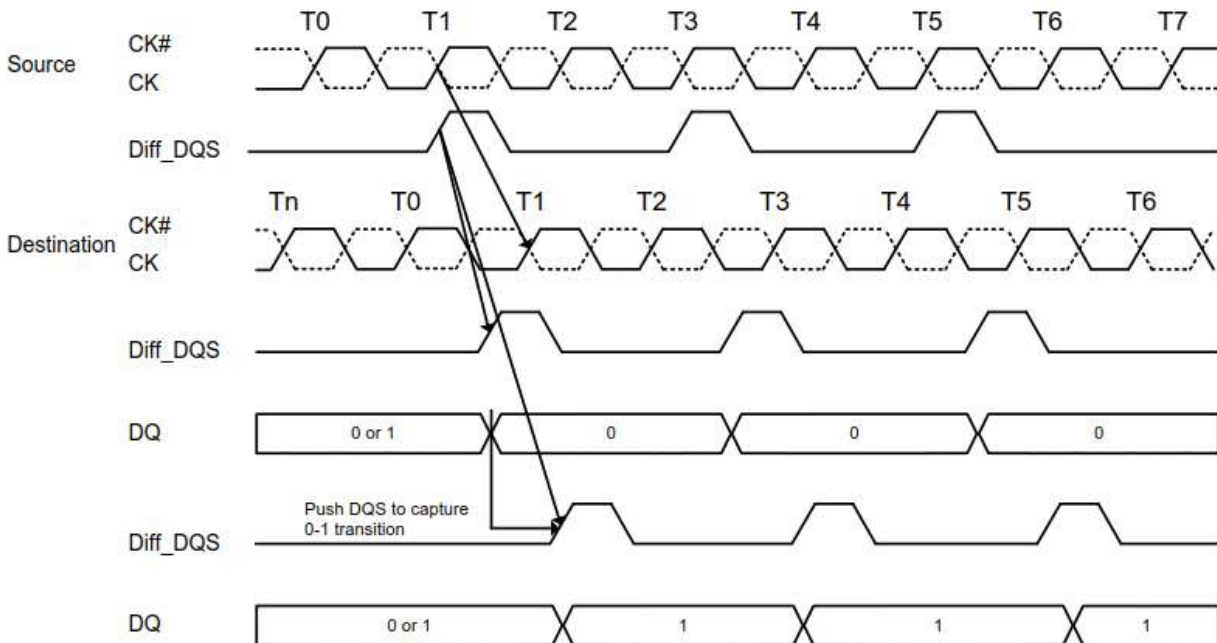 T0 T1 T2 T3 T4 T5 T6 T7
CK#
Source
CK
Diff_DQS
Tn T0 T1 T2 T3 T4 T5 T6
CK#
Destination
CK
Diff_DQS
DQ 0 or 1 0 0 0
Push DQS to capture
0-1 transition
Diff_DQS
DQ 0 or 1 1 1 1